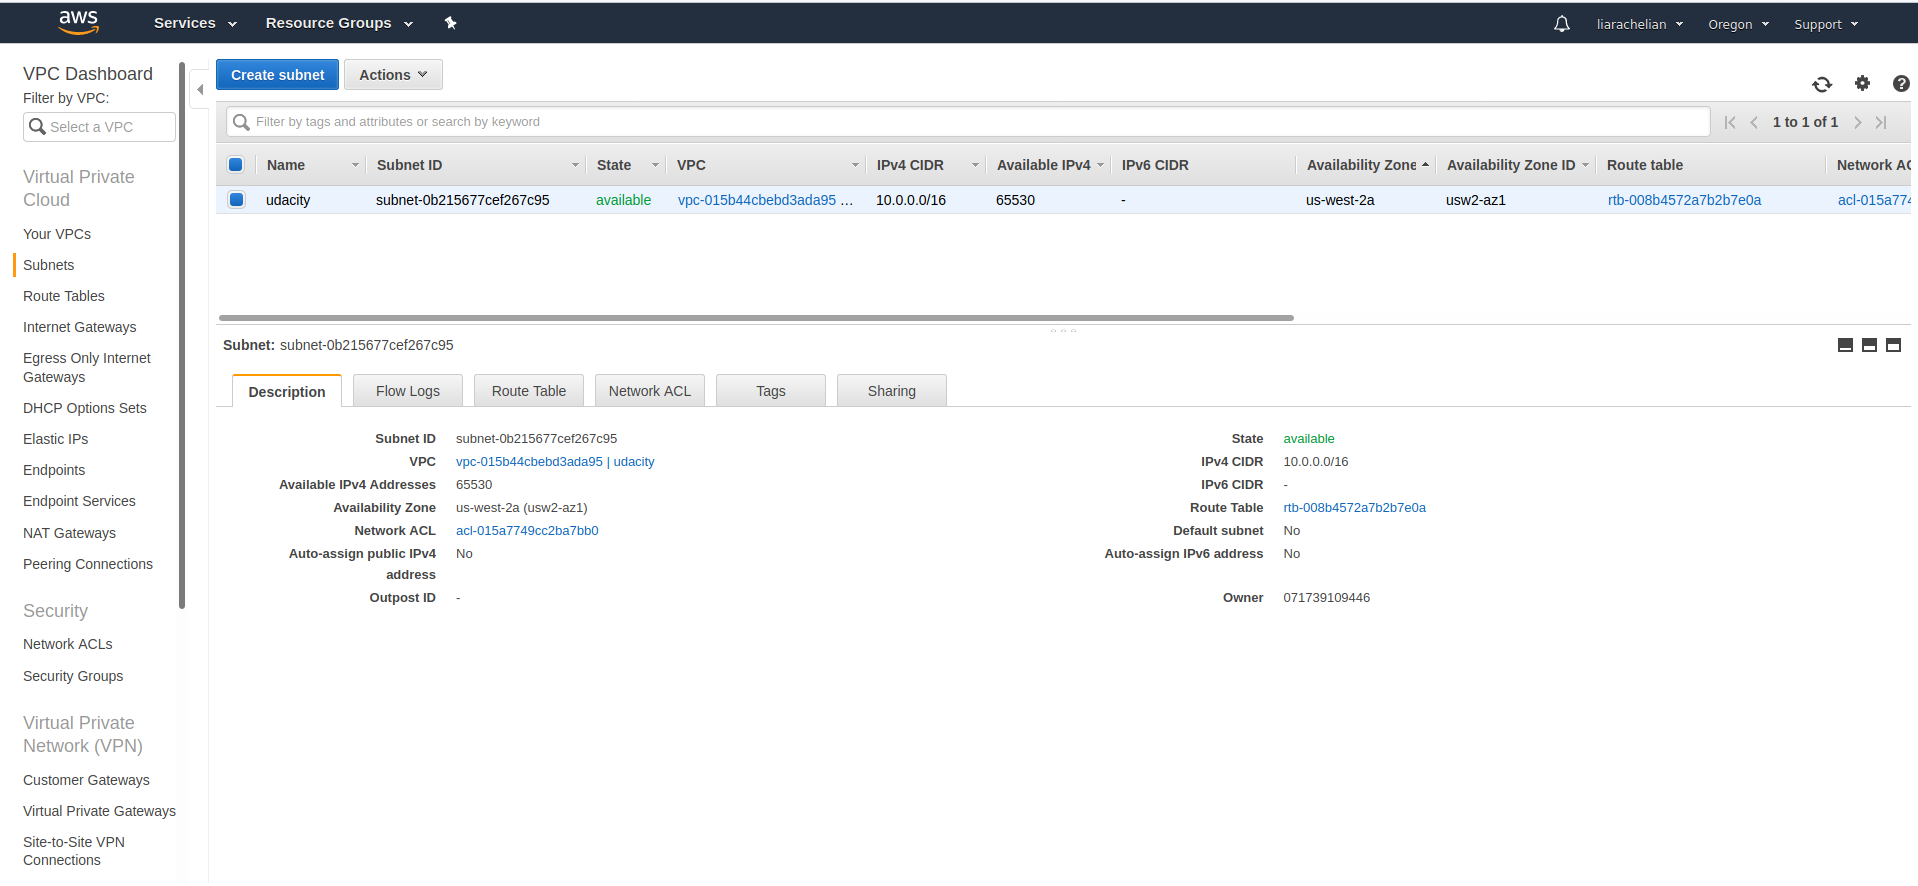 aws Services Resource Groups liarachelian Oregon Support
VPC Dashboard
Filter by VPC:
Select a VPC
Virtual Private
Cloud
Your VPCs
Subnets
Route Tables
Internet Gateways
Egress Only Internet
Gateways
DHCP Options Sets
Elastic IPs
Endpoints
Endpoint Services
NAT Gateways
Peering Connections
Security
Network ACLs
Security Groups
Virtual Private
Network (VPN)
Customer Gateways
Virtual Private Gateways
Site-to-Site VPN
Connections
Create subnet Actions
Filter by tags and attributes or search by keyword 1 to 1 of 1
Name Subnet ID State VPC IPv4 CIDR Available IPv4 IPv6 CIDR Availability Zone Availability Zone ID Route table Network AC
udacity subnet-0b215677cef267c95 available vpc-015b44cbebd3ada95 ... 10.0.0.0/16 65530 - us-west-2a usw2-az1 rtb-008b4572a7b2b7e0a acl-015a774
Subnet: subnet-0b215677cef267c95
Description Flow Logs Route Table Network ACL Tags Sharing
Subnet ID subnet-0b215677cef267c95 State available
VPC vpc-015b44cbebd3ada95 | udacity IPv4 CIDR 10.0.0.0/16
Available IPv4 Addresses 65530 IPv6 CIDR -
Availability Zone us-west-2a (usw2-az1) Route Table rtb-008b4572a7b2b7e0a
Network ACL acl-015a7749cc2ba7bb0 Default subnet No
Auto-assign public IPv4 No Auto-assign IPv6 address No
address
Outpost ID - Owner 071739109446